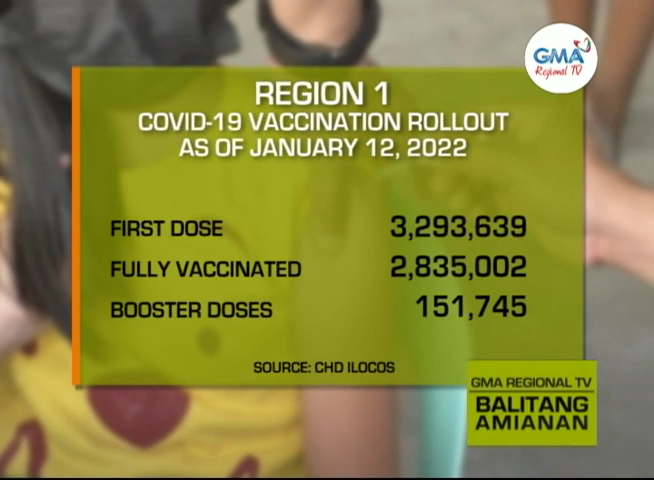 GMA
Regional TV
REGION 1
COVID-19 VACCINATION ROLLOUT
AS OF JANUARY 12, 2022
FIRST DOSE 3,293,639
FULLY VACCINATED 2,835,002
BOOSTER DOSES 151,745
SOURCE: CHD ILOCOS
GMA REGIONAL TV
BALITANG
AMIANAN